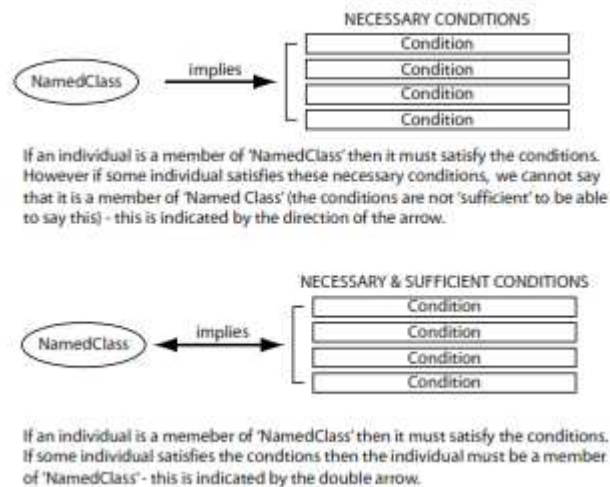 NECESSARY CONDITIONS
Condition
NamedClass implies Condition
Condition
Condition
If an individual is a member of 'NamedClass' then it must satisfy the conditions.
However if some individual satisfies these necessary conditions, we cannot say
that it is a member of 'Named Class' (the conditions are not 'sufficient' to be able
to say this) - this is indicated by the direction of the arrow.
NECESSARY & SUFFICIENT CONDITIONS
Condition
NamedClass implies Condition
Condition
Condition
If an individual is a memeber of 'NamedClass' then it must satisfy the conditions.
If some individual satisfies the condtions then the individual must be a member
of 'NamedClass' - this is indicated by the double arrow.